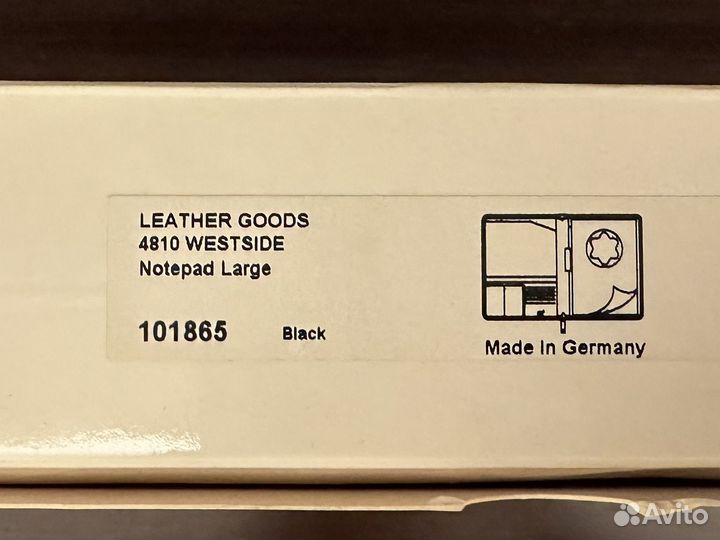 LEATHER GOODS
4810 WESTSIDE
Notepad Large
101865 Black
Made In Germany
Avito